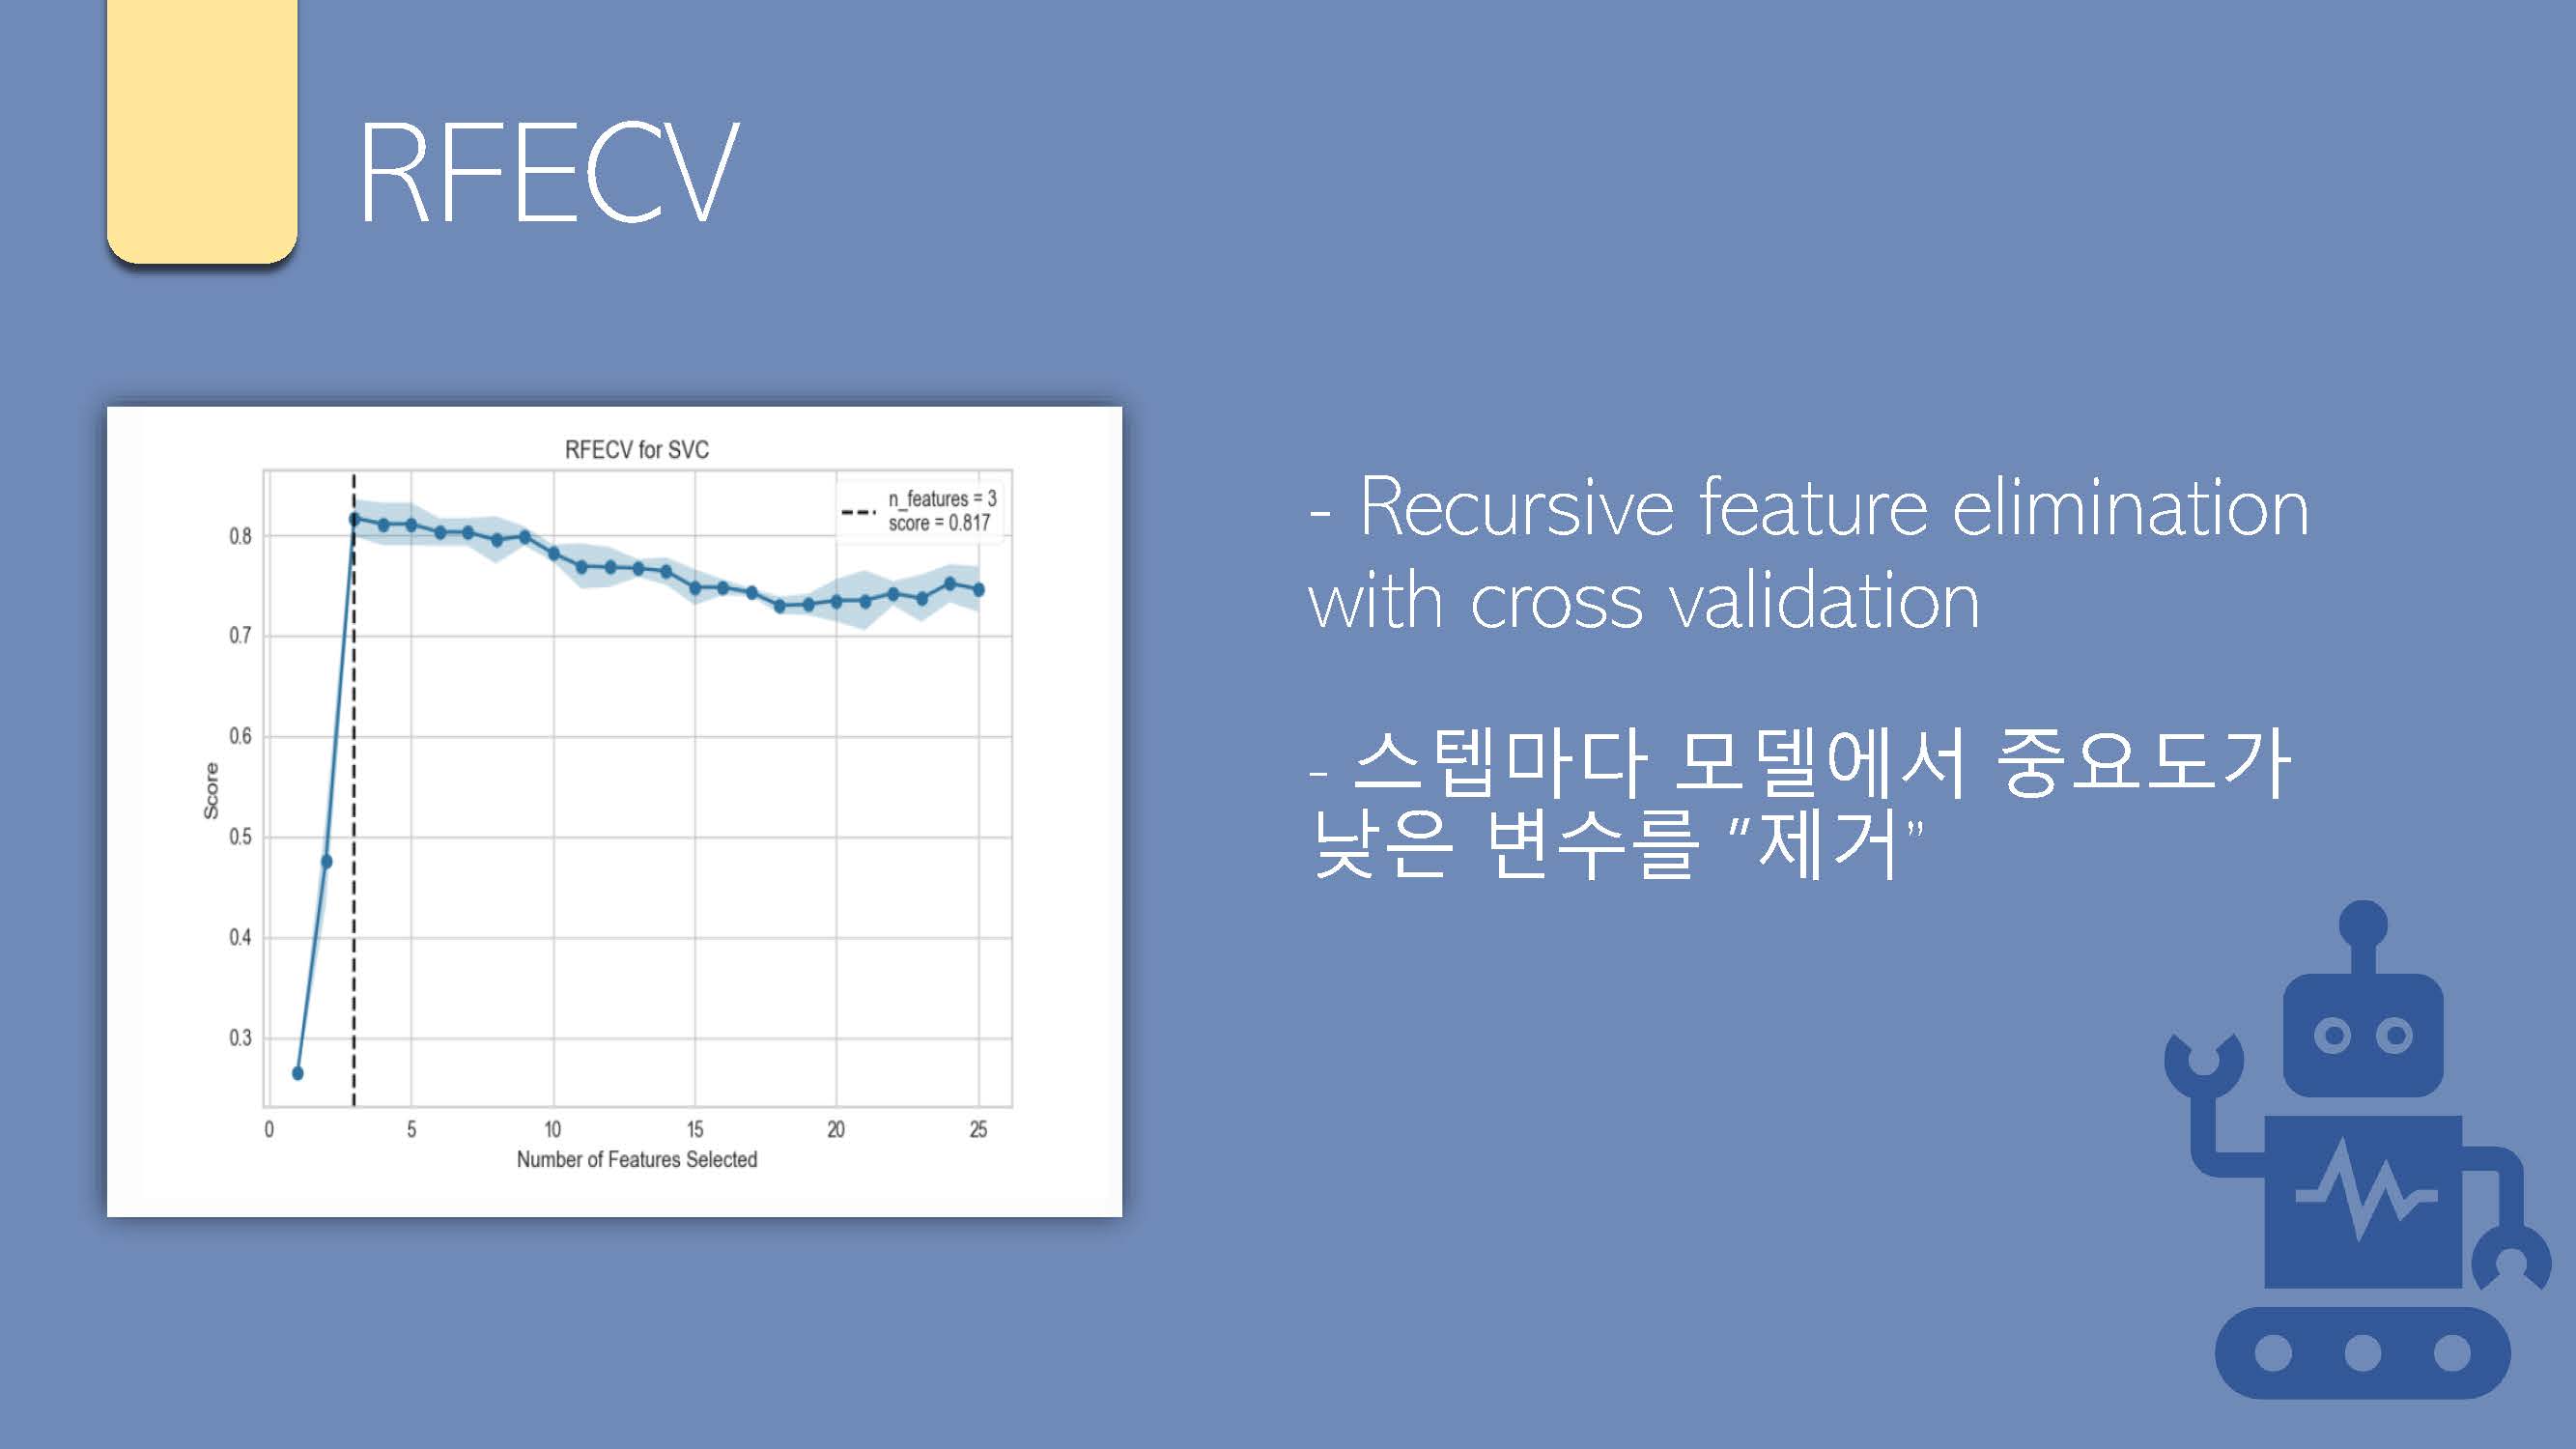 RFECV
RFECV for SVC
n_features = 3
score = 0.817
0.8
0.7
0.6
0.5
0.4
0.3
Score
0
5
10
15
20
25
Number of Features Selected
- Recursive feature elimination
with cross validation
- 스텝마다 모델에서 중요도가
낮은 변수를 "제거”